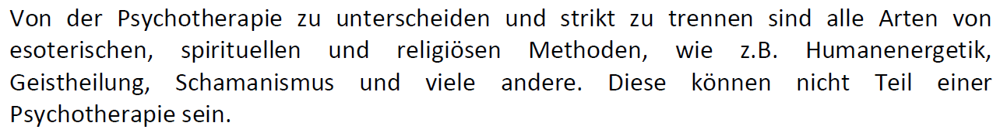 Von der Psychotherapie zu unterscheiden und strikt zu trennen sind alle Arten von
esoterischen, spirituellen und religiösen Methoden, wie z.B. Humanenergetik,
Geistheilung, Schamanismus und viele andere. Diese können nicht Teil einer
Psychotherapie sein.